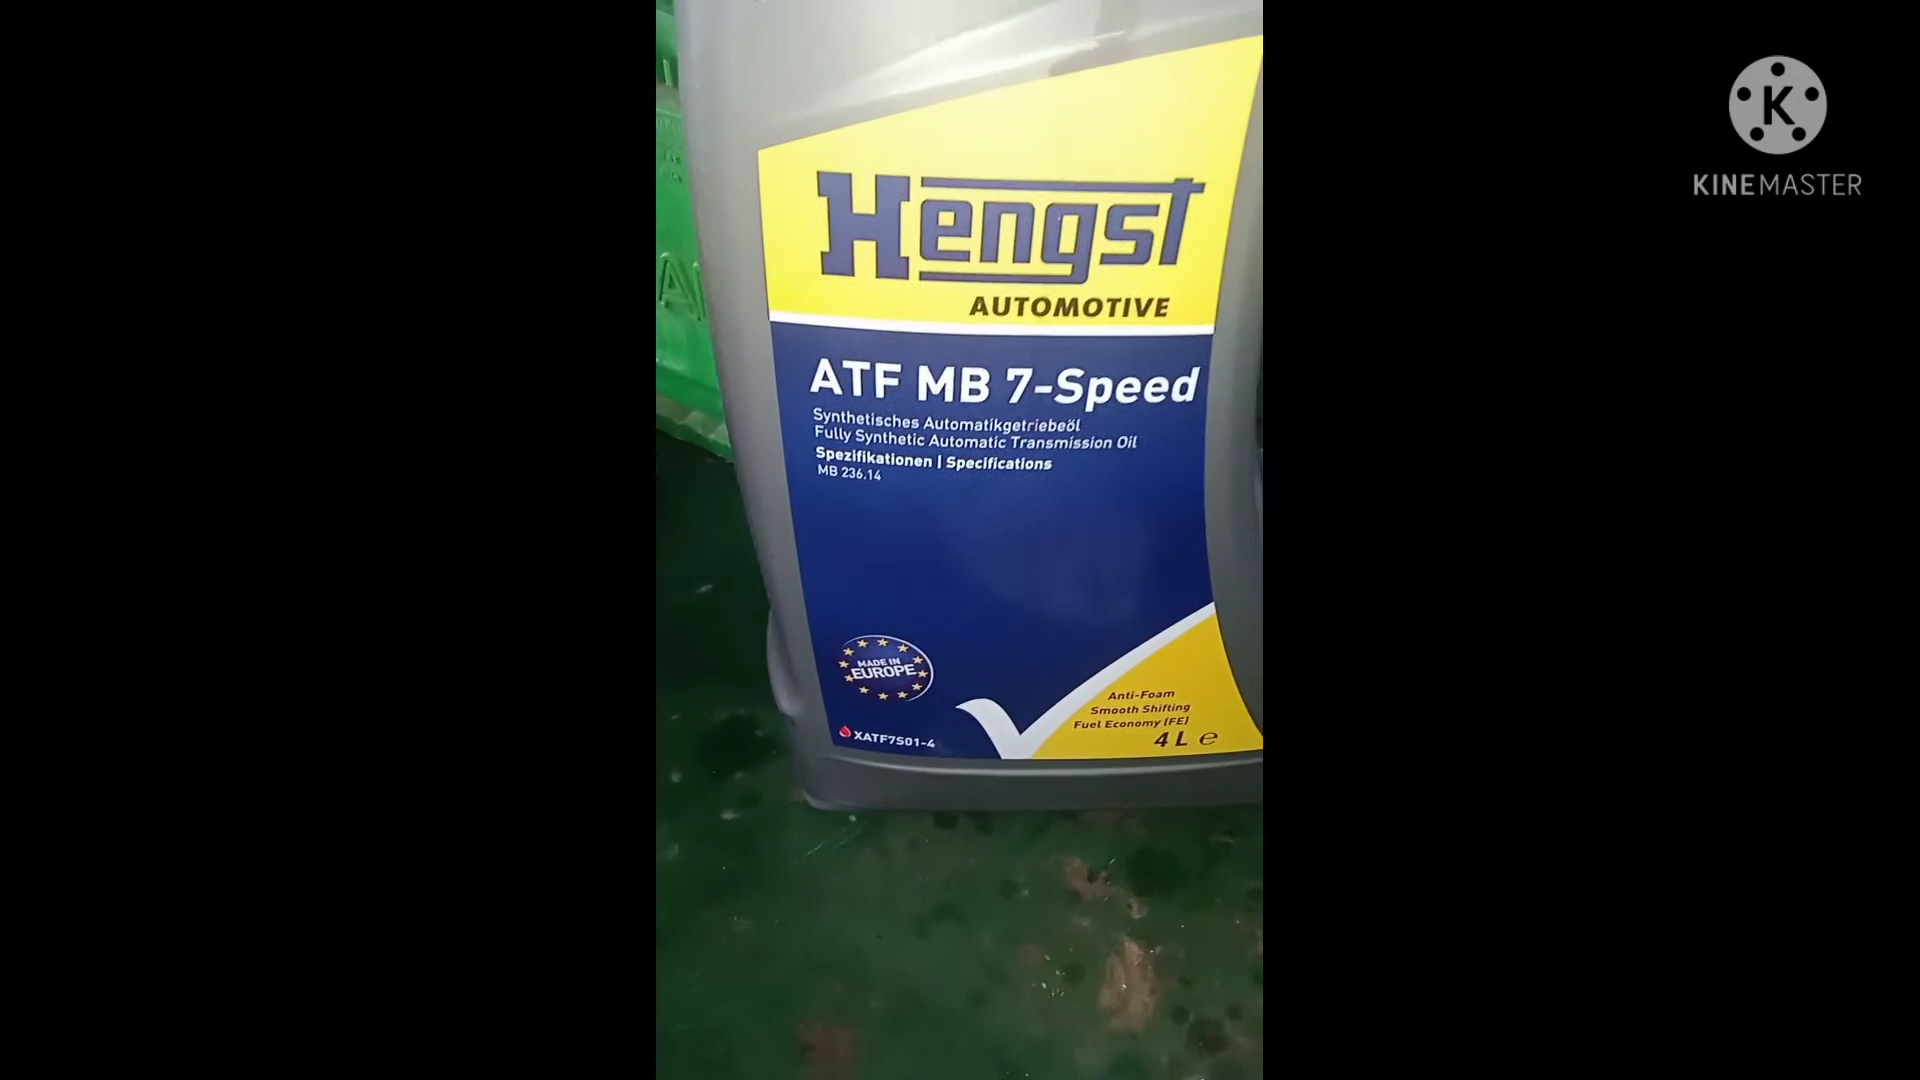 Hengst
AUTOMOTIVE
ATF MB 7-Speed
Synthetisches Automatikgetriebeöl
Fully Synthetic Automatic Transmission Oil
Spezifikationen | Specifications
MB 236.14
MADE IN
EUROPE
XATF7S01-4
Anti-Foam
Smooth Shifting
Fuel Economy (FE)
4 L ℮
K
KINEMASTER